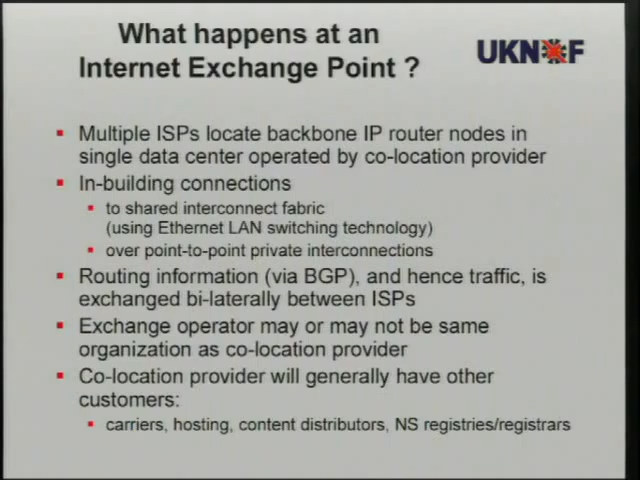 What happens at an
Internet Exchange Point ?
UKNOF
Multiple ISPs locate backbone IP router nodes in
single data center operated by co-location provider
In-building connections
to shared interconnect fabric
(using Ethernet LAN switching technology)
over point-to-point private interconnections
Routing information (via BGP), and hence traffic, is
exchanged bi-laterally between ISPs
Exchange operator may or may not be same
organization as co-location provider
Co-location provider will generally have other
customers:
carriers, hosting, content distributors, NS registries/registrars